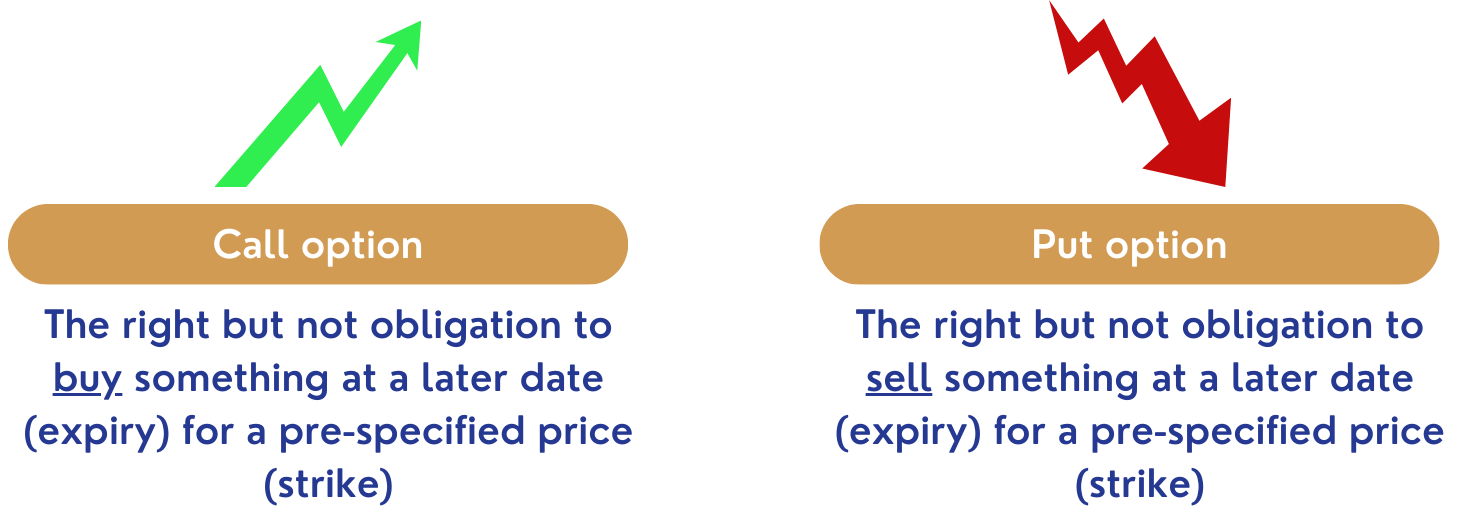 Call option
The right but not obligation to
buy something at a later date
(expiry) for a pre-specified price
(strike)
Put option
The right but not obligation to
sell something at a later date
(expiry) for a pre-specified price
(strike)